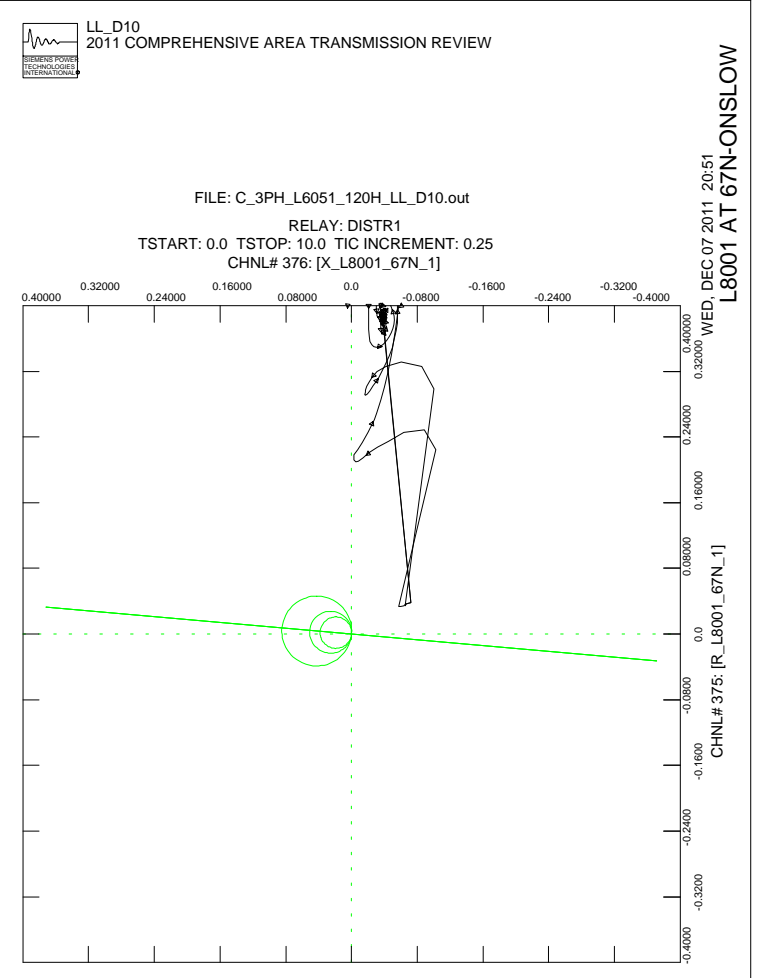 LL_D10
2011 COMPREHENSIVE AREA TRANSMISSION REVIEW
SIEMENS POWER
TECHNOLOGIES
INTERNATIONAL
FILE: C_3PH_L6051_120H_LL_D10.out
RELAY: DISTR1
TSTART: 0.0 TSTOP: 10.0 TIC INCREMENT: 0.25
CHNL# 376: [X_L8001_67N_1]
0.40000 0.32000 0.24000 0.16000 0.08000 0.0 -0.0800 -0.1600 -0.2400 -0.3200 -0.4000
0.40000
0.32000
0.24000
0.16000
0.08000
0.0
-0.0800
-0.1600
-0.2400
-0.3200
-0.4000
CHNL# 375: [R_L8001_67N_1]
WED, DEC 07 2011 20:51
L8001 AT 67N-ONSLOW